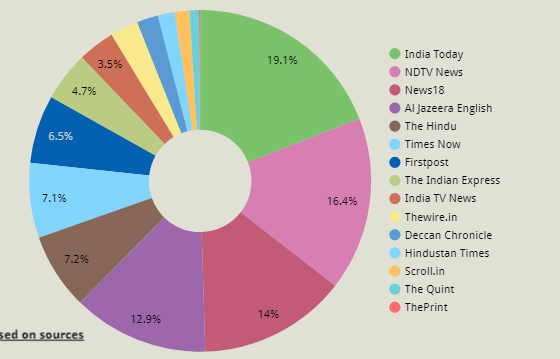 19.1%
16.4%
14%
12.9%
7.2%
7.1%
6.5%
4.7%
3.5%
India Today
NDTV News
News18
Al Jazeera English
The Hindu
Times Now
Firstpost
The Indian Express
India TV News
Thewire.in
Deccan Chronicle
Hindustan Times
Scroll.in
The Quint
ThePrint
sed on sources